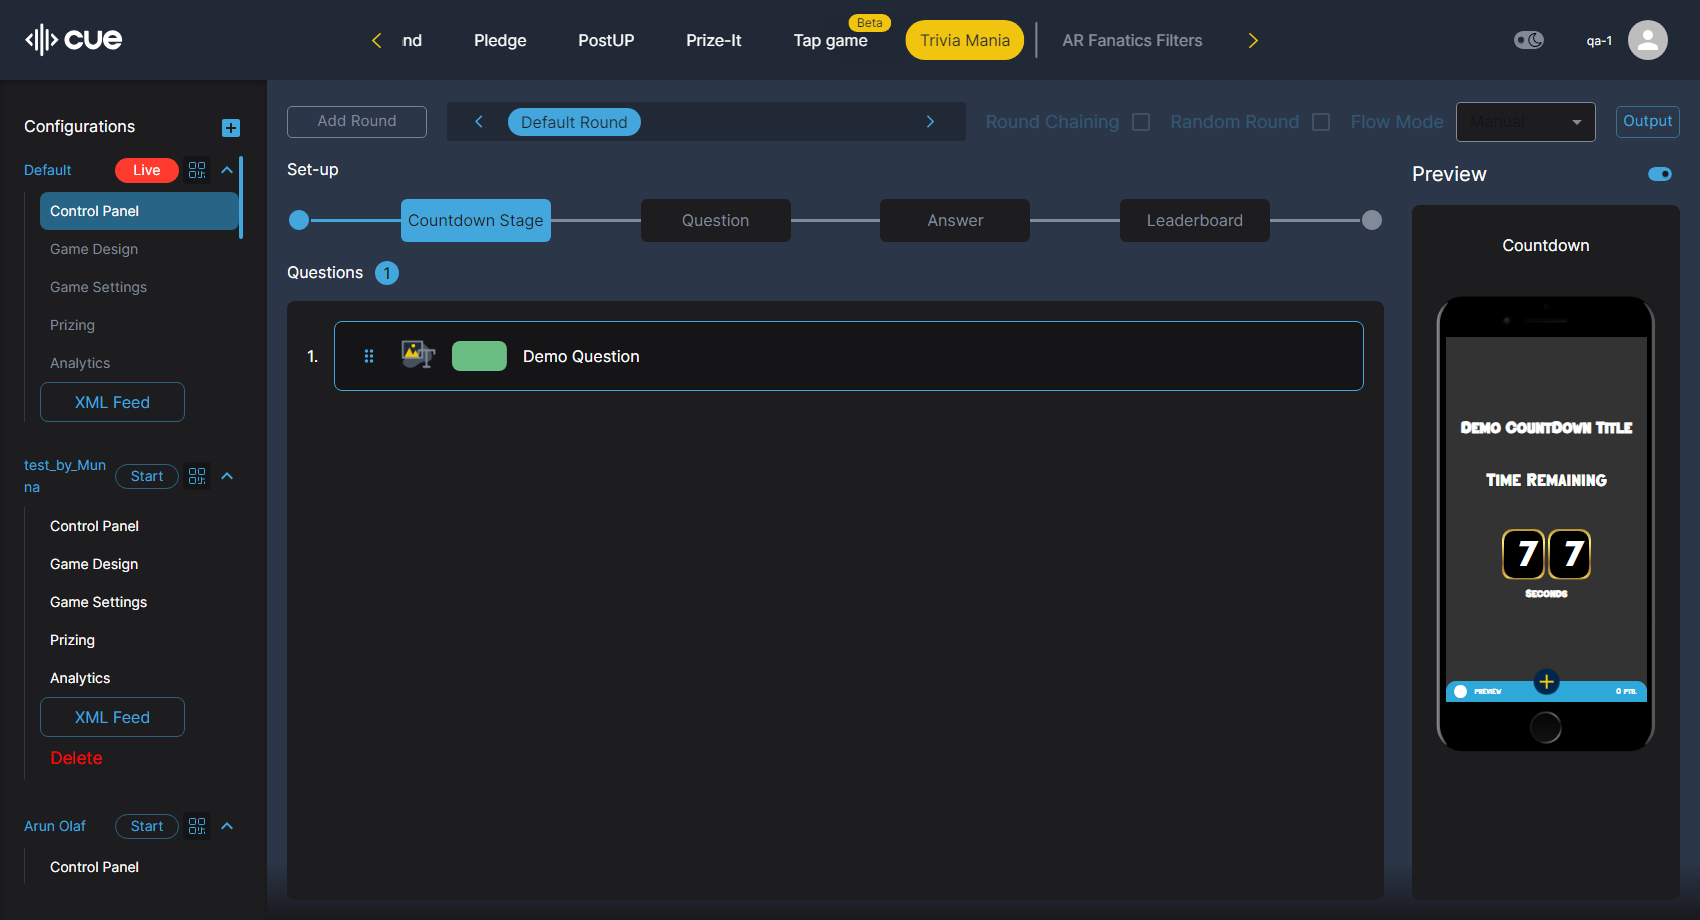 cue
nd
Pledge
PostUP
Prize-It
Tap game
Beta
Trivia Mania
AR Fanatics Filters
qa-1
Configurations
Default
Live
Control Panel
Game Design
Game Settings
Prizing
Analytics
XML Feed
test_by_Mun
na
Start
Control Panel
Game Design
Game Settings
Prizing
Analytics
XML Feed
Delete
Arun Olaf
Start
Control Panel
Add Round
Default Round
Round Chaining
Random Round
Flow Mode
Manual
Output
Set-up
Countdown Stage
Question
Answer
Leaderboard
Questions 1
1.
Demo Question
Preview
Countdown
Demo CountDown Title
Time Remaining
7 7
Seconds
PREVIEW
0 PTS.